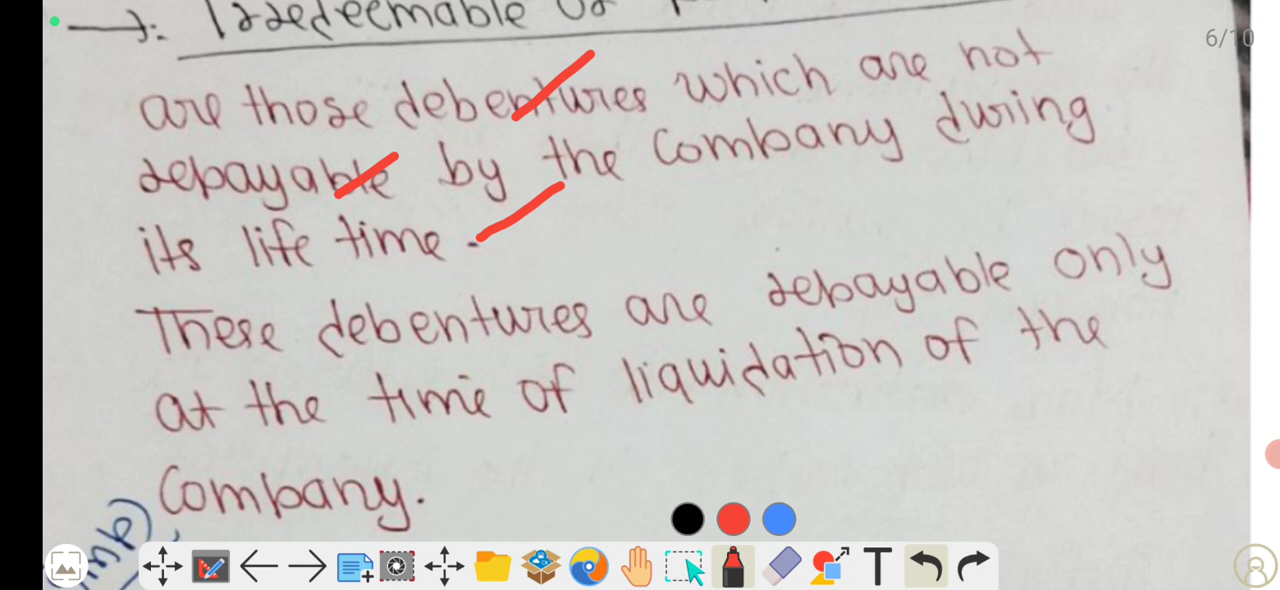 →: Irredeemable or
6/10
are those debentures which are not
repayable by the Company during
its life time.
These debentures are repayable only
at the time of liquidation of the
Company.
T